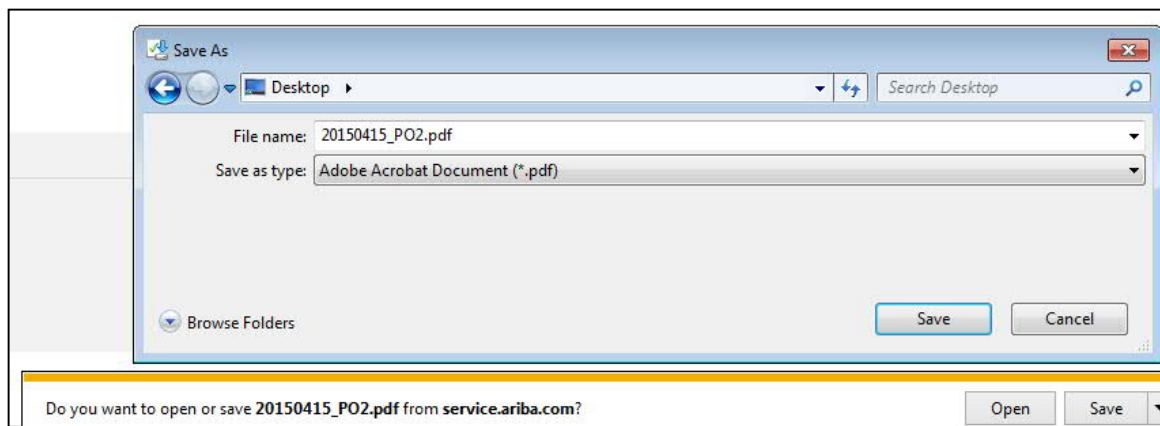 Save As
Desktop
Search Desktop
File name: 20150415_PO2.pdf
Save as type: Adobe Acrobat Document (*.pdf)
Browse Folders
Save Cancel
Do you want to open or save 20150415_PO2.pdf from service.ariba.com?
Open Save